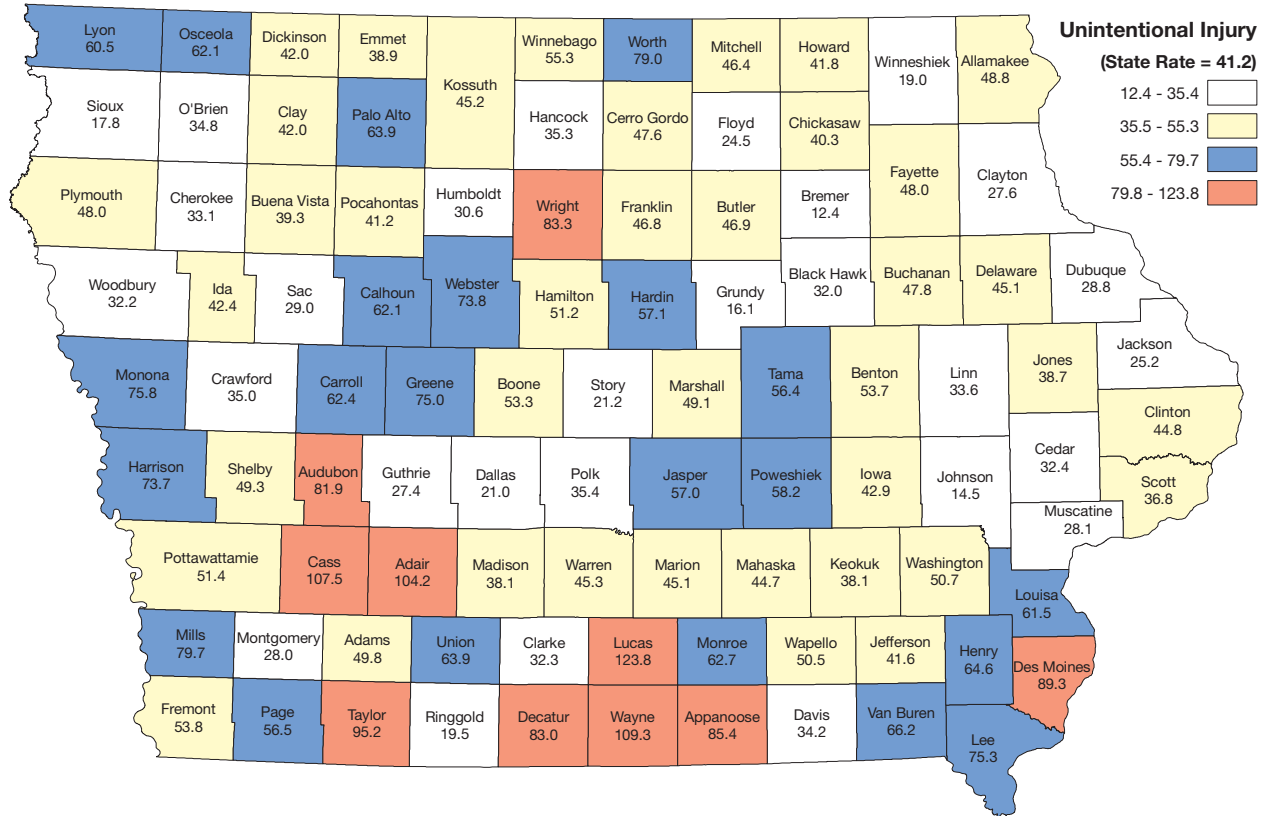 Unintentional Injury
(State Rate = 41.2)
12.4 - 35.4
35.5 - 55.3
55.4 - 79.7
79.8 - 123.8
Lyon
60.5
Osceola
62.1
Dickinson
42.0
Emmet
38.9
Kossuth
45.2
Winnebago
55.3
Worth
79.0
Mitchell
46.4
Howard
41.8
Winneshiek
19.0
Allamakee
48.8
Sioux
17.8
O'Brien
34.8
Clay
42.0
Palo Alto
63.9
Hancock
35.3
Cerro Gordo
47.6
Floyd
24.5
Chickasaw
40.3
Plymouth
48.0
Cherokee
33.1
Buena Vista
39.3
Pocahontas
41.2
Humboldt
30.6
Wright
83.3
Franklin
46.8
Butler
46.9
Bremer
12.4
Fayette
48.0
Clayton
27.6
Woodbury
32.2
Ida
42.4
Sac
29.0
Calhoun
62.1
Webster
73.8
Hamilton
51.2
Hardin
57.1
Grundy
16.1
Black Hawk
32.0
Buchanan
47.8
Delaware
45.1
Dubuque
28.8
Monona
75.8
Crawford
35.0
Carroll
62.4
Greene
75.0
Boone
53.3
Story
21.2
Marshall
49.1
Tama
56.4
Benton
53.7
Linn
33.6
Jones
38.7
Jackson
25.2
Clinton
44.8
Harrison
73.7
Shelby
49.3
Audubon
81.9
Guthrie
27.4
Dallas
21.0
Polk
35.4
Jasper
57.0
Poweshiek
58.2
Iowa
42.9
Johnson
14.5
Cedar
32.4
Scott
36.8
Muscatine
28.1
Pottawattamie
51.4
Cass
107.5
Adair
104.2
Madison
38.1
Warren
45.3
Marion
45.1
Mahaska
44.7
Keokuk
38.1
Washington
50.7
Louisa
61.5
Mills
79.7
Montgomery
28.0
Adams
49.8
Union
63.9
Clarke
32.3
Lucas
123.8
Monroe
62.7
Wapello
50.5
Jefferson
41.6
Henry
64.6
Des Moines
89.3
Fremont
53.8
Page
56.5
Taylor
95.2
Ringgold
19.5
Decatur
83.0
Wayne
109.3
Appanoose
85.4
Davis
34.2
Van Buren
66.2
Lee
75.3